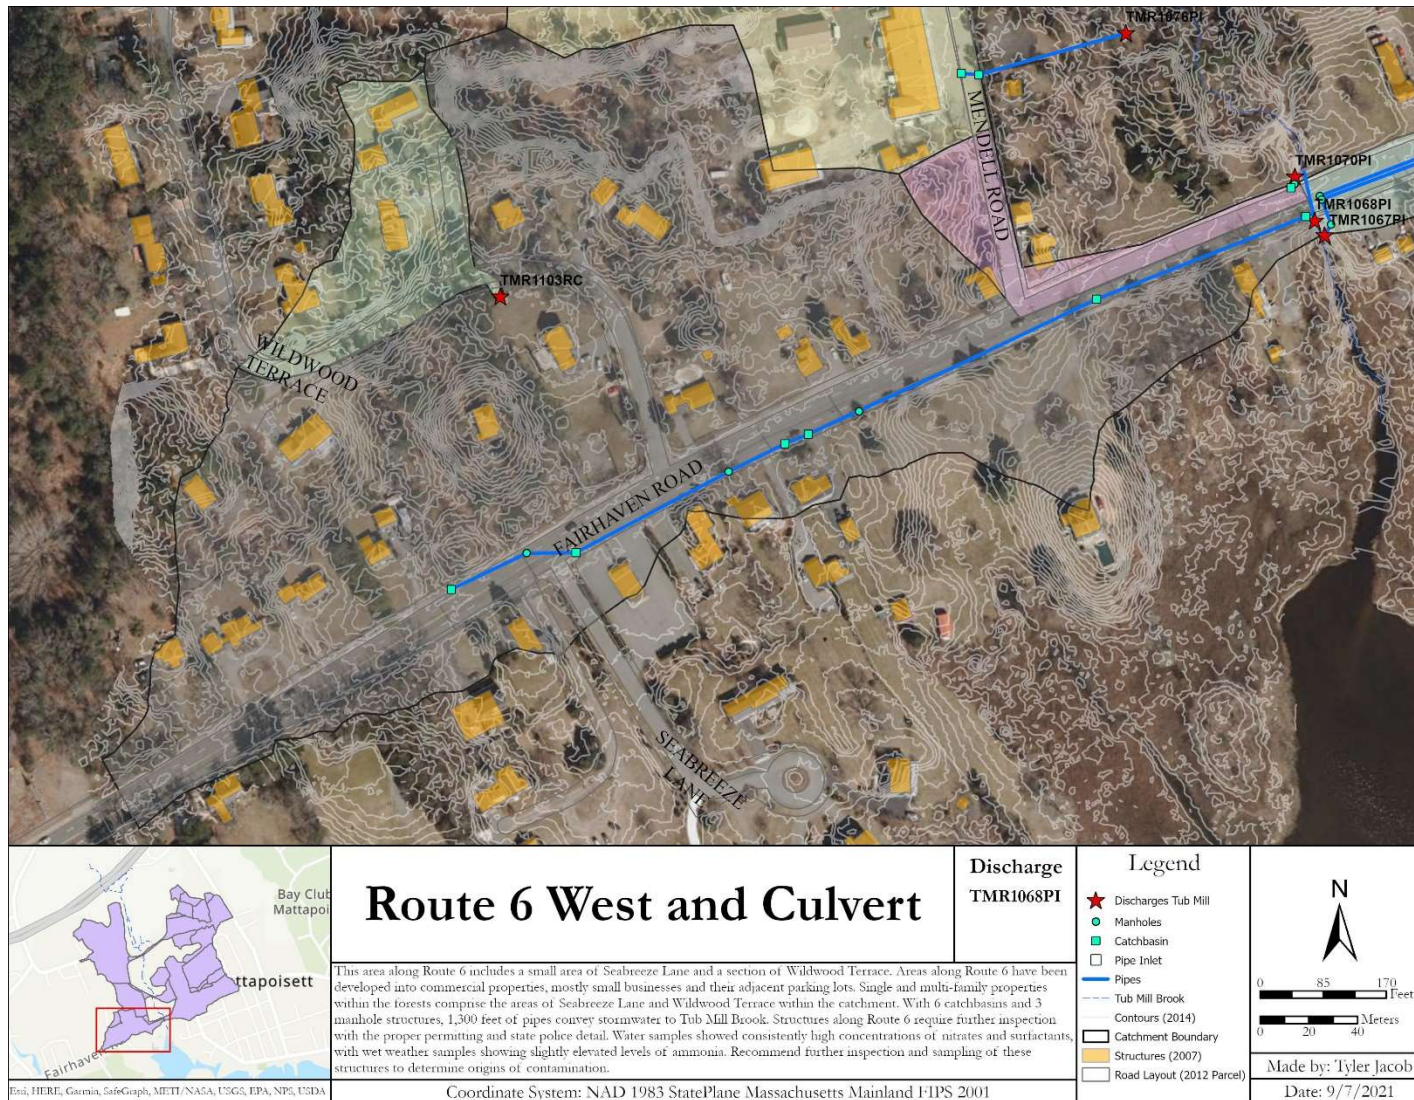 TMR1076PI
MENDELL ROAD
TMR1070PI
TMR1068PI
TMR1067PI
TMR1103RC
WILDWOOD
TERRACE
FAIRHAVEN ROAD
SEABREEZE
LANE
Bay Club
Mattapoi
ttapoisett
Fairhaven
Esri, HERE, Garmin, SafeGraph, METI/NASA, USGS, EPA, NPS, USDA
Route 6 West and Culvert
Discharge
TMR1068PI
This area along Route 6 includes a small area of Seabreeze Lane and a section of Wildwood Terrace. Areas along Route 6 have been
developed into commercial properties, mostly small businesses and their adjacent parking lots. Single and multi-family properties
within the forests comprise the areas of Seabreeze Lane and Wildwood Terrace within the catchment. With 6 catchbasins and 3
manhole structures, 1,300 feet of pipes convey stormwater to Tub Mill Brook. Structures along Route 6 require further inspection
with the proper permitting and state police detail. Water samples showed consistently high concentrations of nitrates and surfactants,
with wet weather samples showing slightly elevated levels of ammonia. Recommend further inspection and sampling of these
structures to determine origins of contamination.
Coordinate System: NAD 1983 StatePlane Massachusetts Mainland FIPS 2001
Legend
Discharges Tub Mill
Manholes
Catchbasin
Pipe Inlet
Pipes
Tub Mill Brook
Contours (2014)
Catchment Boundary
Structures (2007)
Road Layout (2012 Parcel)
N
0 85 170
Feet
Meters
0 20 40
Made by: Tyler Jacob
Date: 9/7/2021